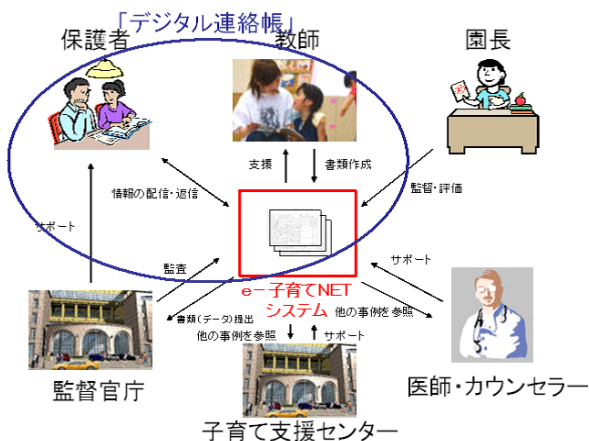 「デジタル連絡帳」
保護者
教師
園長
支援
書類作成
情報の配信・返信
監督・評価
サポート
監査
サポート
e－子育てNET
システム
書類(データ)提出
他の事例を参照
他の事例を参照
サポート
監督官庁
医師・カウンセラー
子育て支援センター